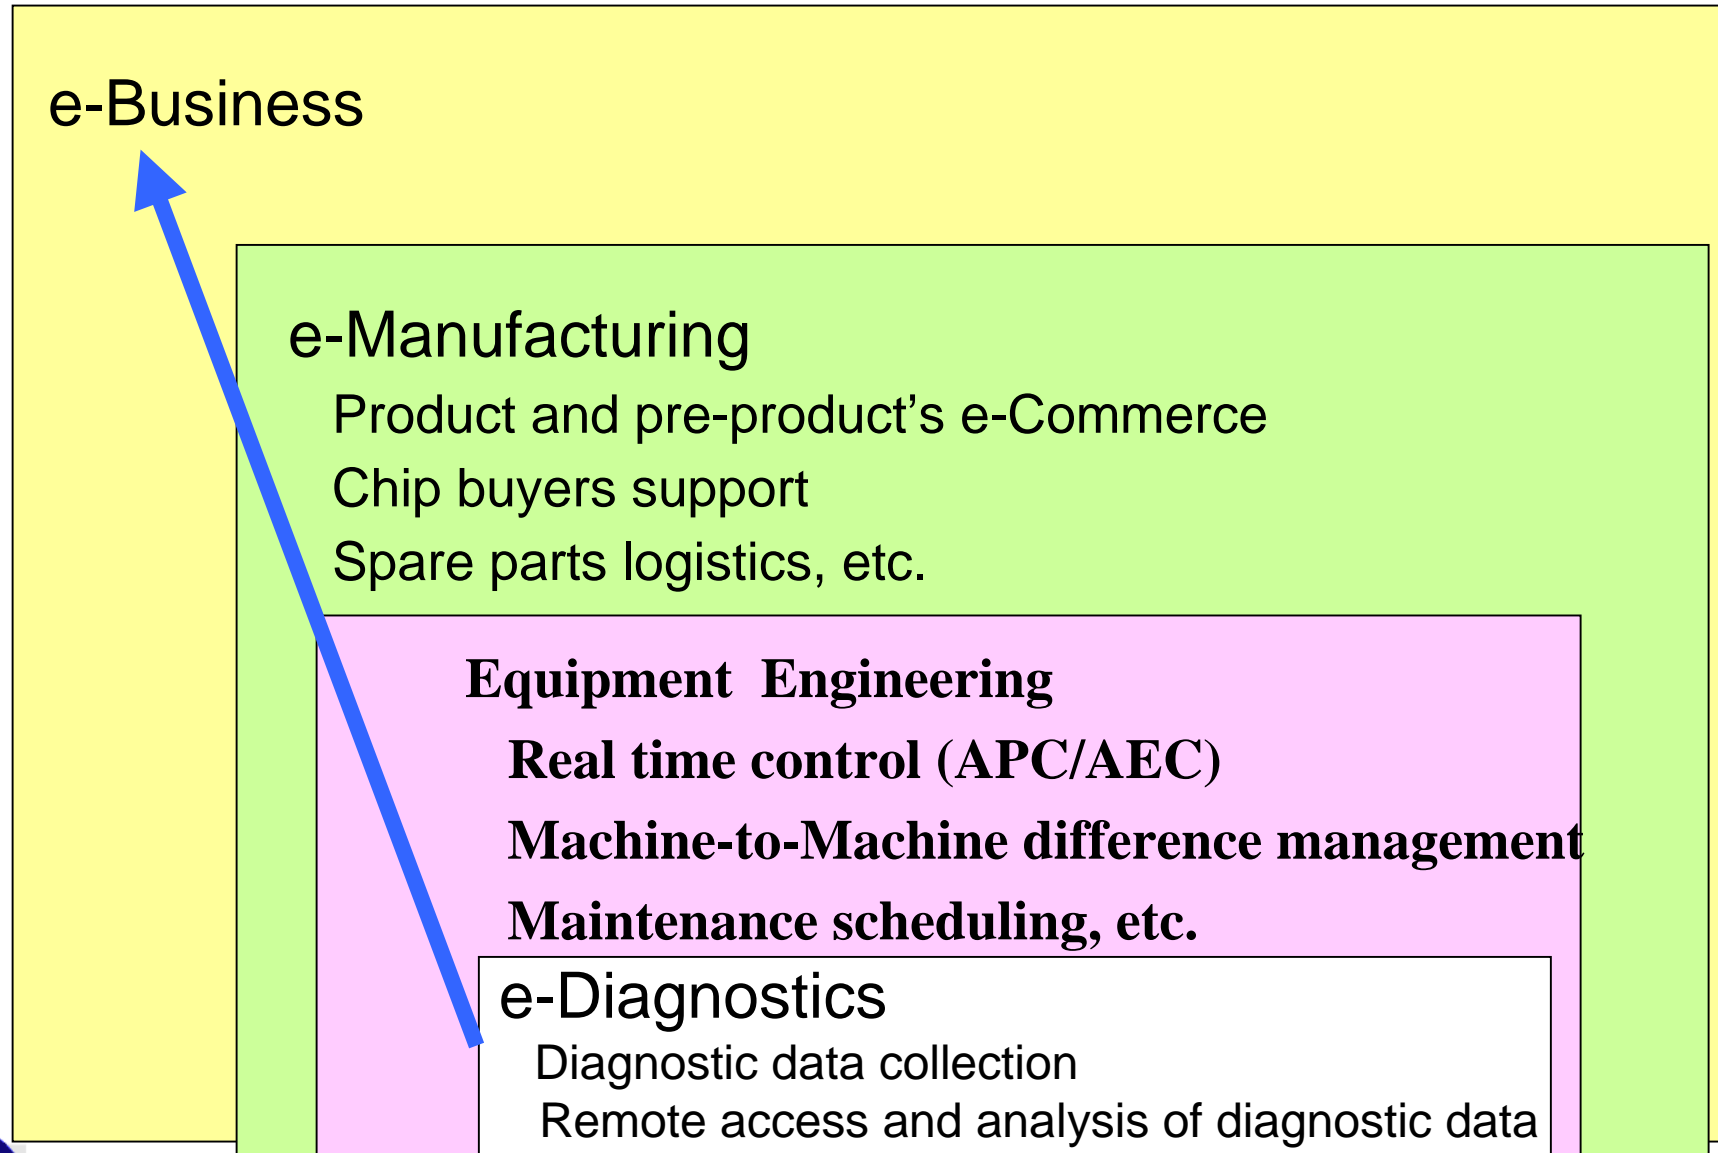 e-Business
e-Manufacturing
Product and pre-product’s e-Commerce
Chip buyers support
Spare parts logistics, etc.
Equipment  Engineering
Real time control (APC/AEC)
Machine-to-Machine difference management
Maintenance scheduling, etc.
e-Diagnostics
Diagnostic data collection
Remote access and analysis of diagnostic data